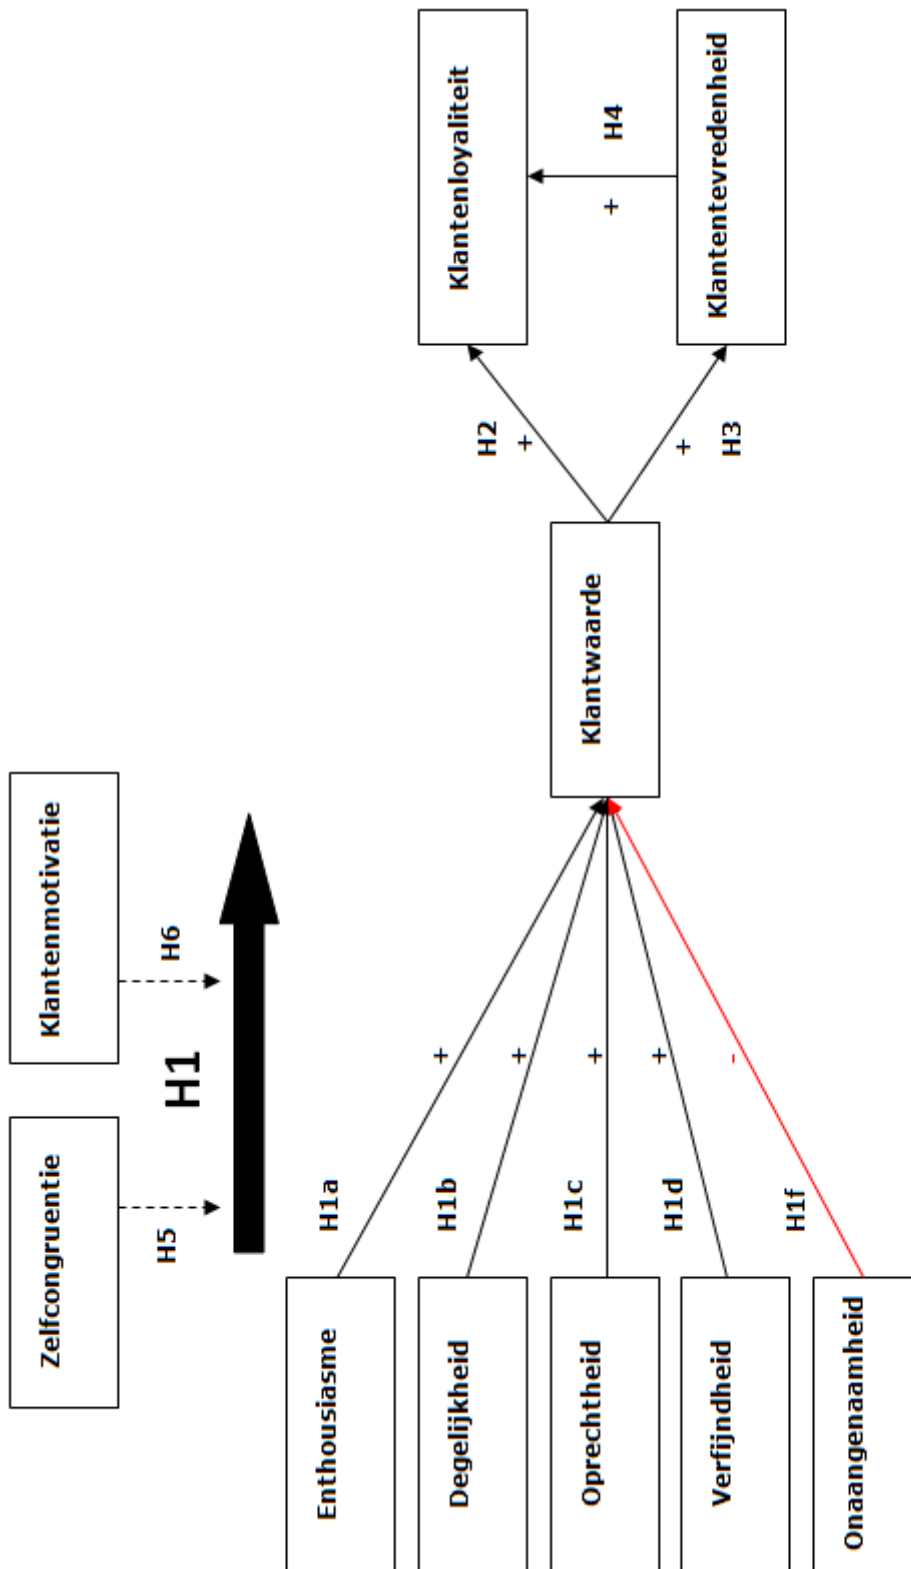 Zelfcongruentie
Klantenmotivatie
H5
H6
H1
Enthousiasme
H1a
+
Degelijkheid
H1b
+
Oprechtheid
H1c
+
Verfijndheid
H1d
+
Onaangenaamheid
H1f
-
Klantwaarde
H2
+
+
H3
Klantenloyaliteit
+
H4
Klantentevredenheid